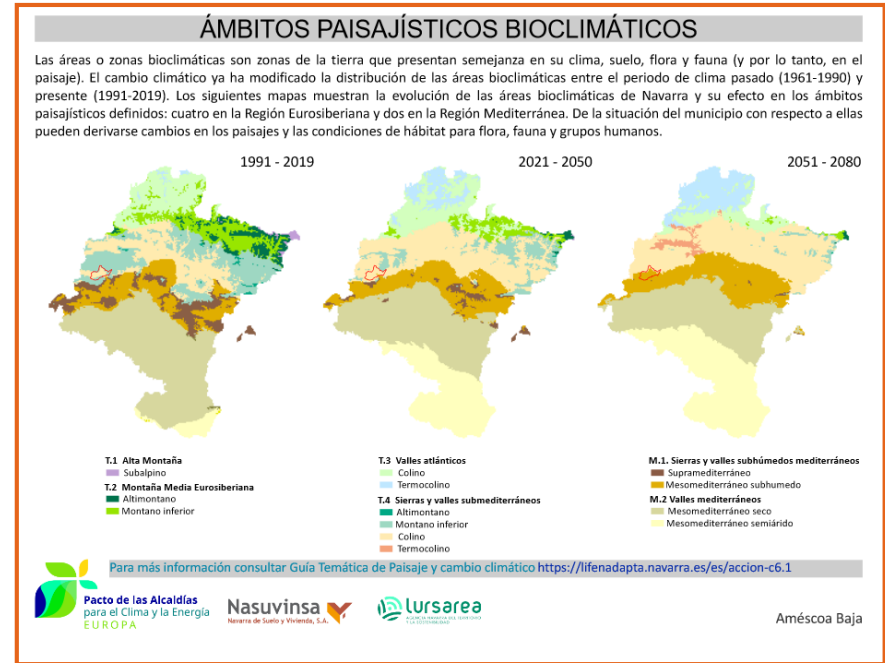 ÁMBITOS PAISAJÍSTICOS BIOCLIMÁTICOS
Las áreas o zonas bioclimáticas son zonas de la tierra que presentan semejanza en su clima, suelo, flora y fauna (y por lo tanto, en el
paisaje). El cambio climático ya ha modificado la distribución de las áreas bioclimáticas entre el periodo de clima pasado (1961-1990) y
presente (1991-2019). Los siguientes mapas muestran la evolución de las áreas bioclimáticas de Navarra y su efecto en los ámbitos
paisajísticos definidos: cuatro en la Región Eurosiberiana y dos en la Región Mediterránea. De la situación del municipio con respecto a ellas
pueden derivarse cambios en los paisajes y las condiciones de hábitat para flora, fauna y grupos humanos.
1991 - 2019
2021 - 2050
2051 - 2080
T.1 Alta Montaña
Subalpino
T.2 Montaña Media Eurosiberiana
Altimontano
Montano inferior
T.3 Valles atlánticos
Colino
Termocolino
T.4 Sierras y valles submediterráneos
Altimontano
Montano inferior
Colino
Termocolino
M.1. Sierras y valles subhúmedos mediterráneos
Supramediterráneo
Mesomediterráneo subhumedo
M.2 Valles mediterráneos
Mesomediterráneo seco
Mesomediterráneo semiárido
Para más información consultar Guía Temática de Paisaje y cambio climático https://lifenadapta.navarra.es/es/accion-c6.1
Pacto de las Alcaldías
para el Clima y la Energía
EUROPA
Nasuvinsa
Navarra de Suelo y Vivienda, S.A.
Lursarea
AGENCIA NAVARRA DEL TERRITORIO
Y LA SOSTENIBILIDAD
Améscoa Baja